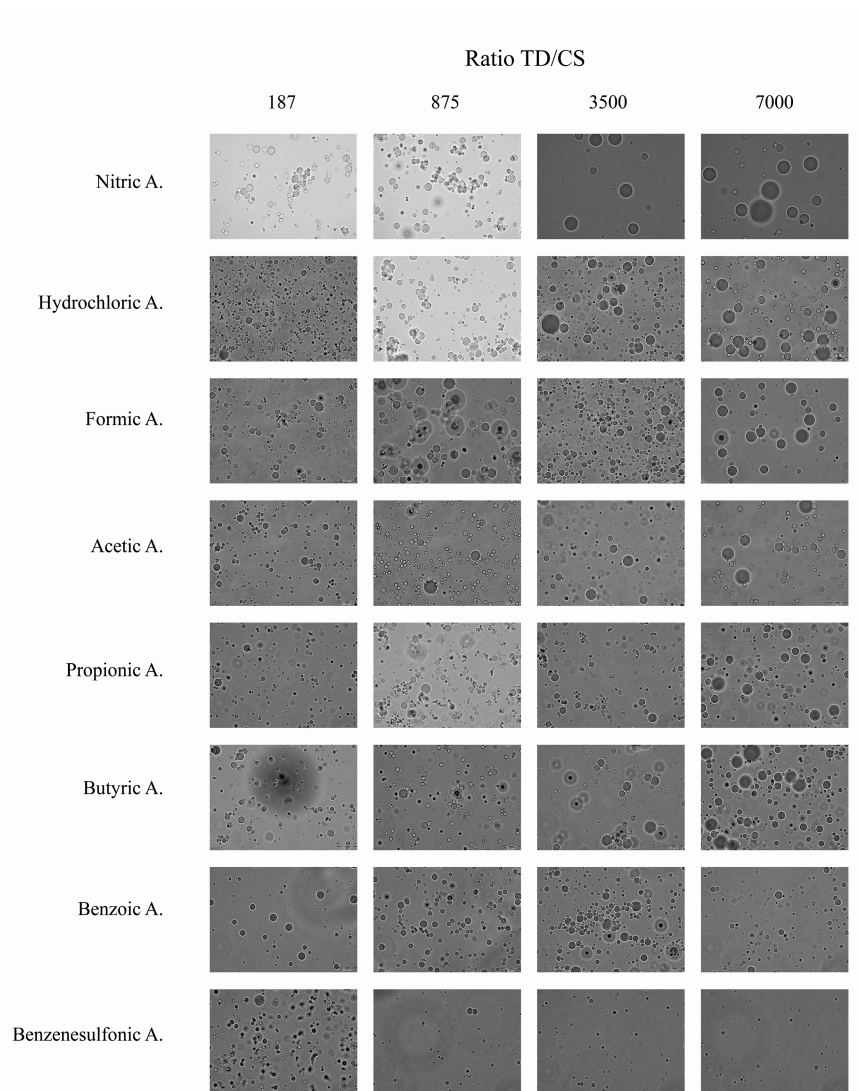 Ratio TD/CS
187 875 3500 7000
Nitric A.
Hydrochloric A.
Formic A.
Acetic A.
Propionic A.
Butyric A.
Benzoic A.
Benzenesulfonic A.